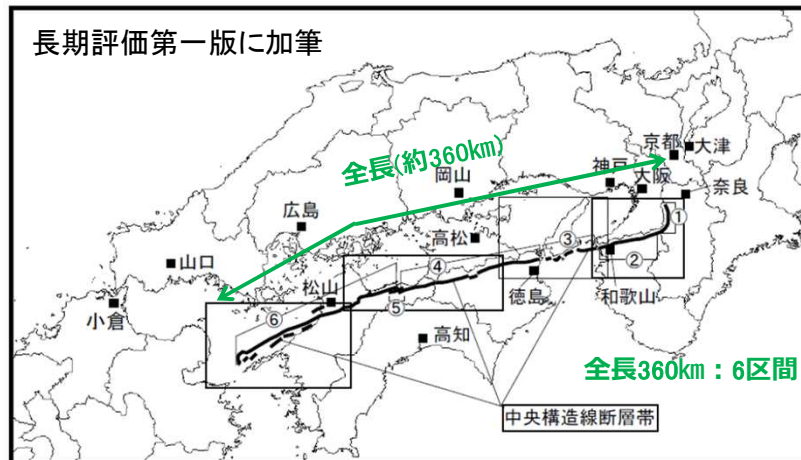 長期評価第一版に加筆
全長(約360km)
京都
大津
神戸
大阪
奈良
岡山
広島
高松
①
③
②
山口
松山
④
徳島
和歌山
⑤
⑥
小倉
高知
全長360km：6区間
中央構造線断層帯